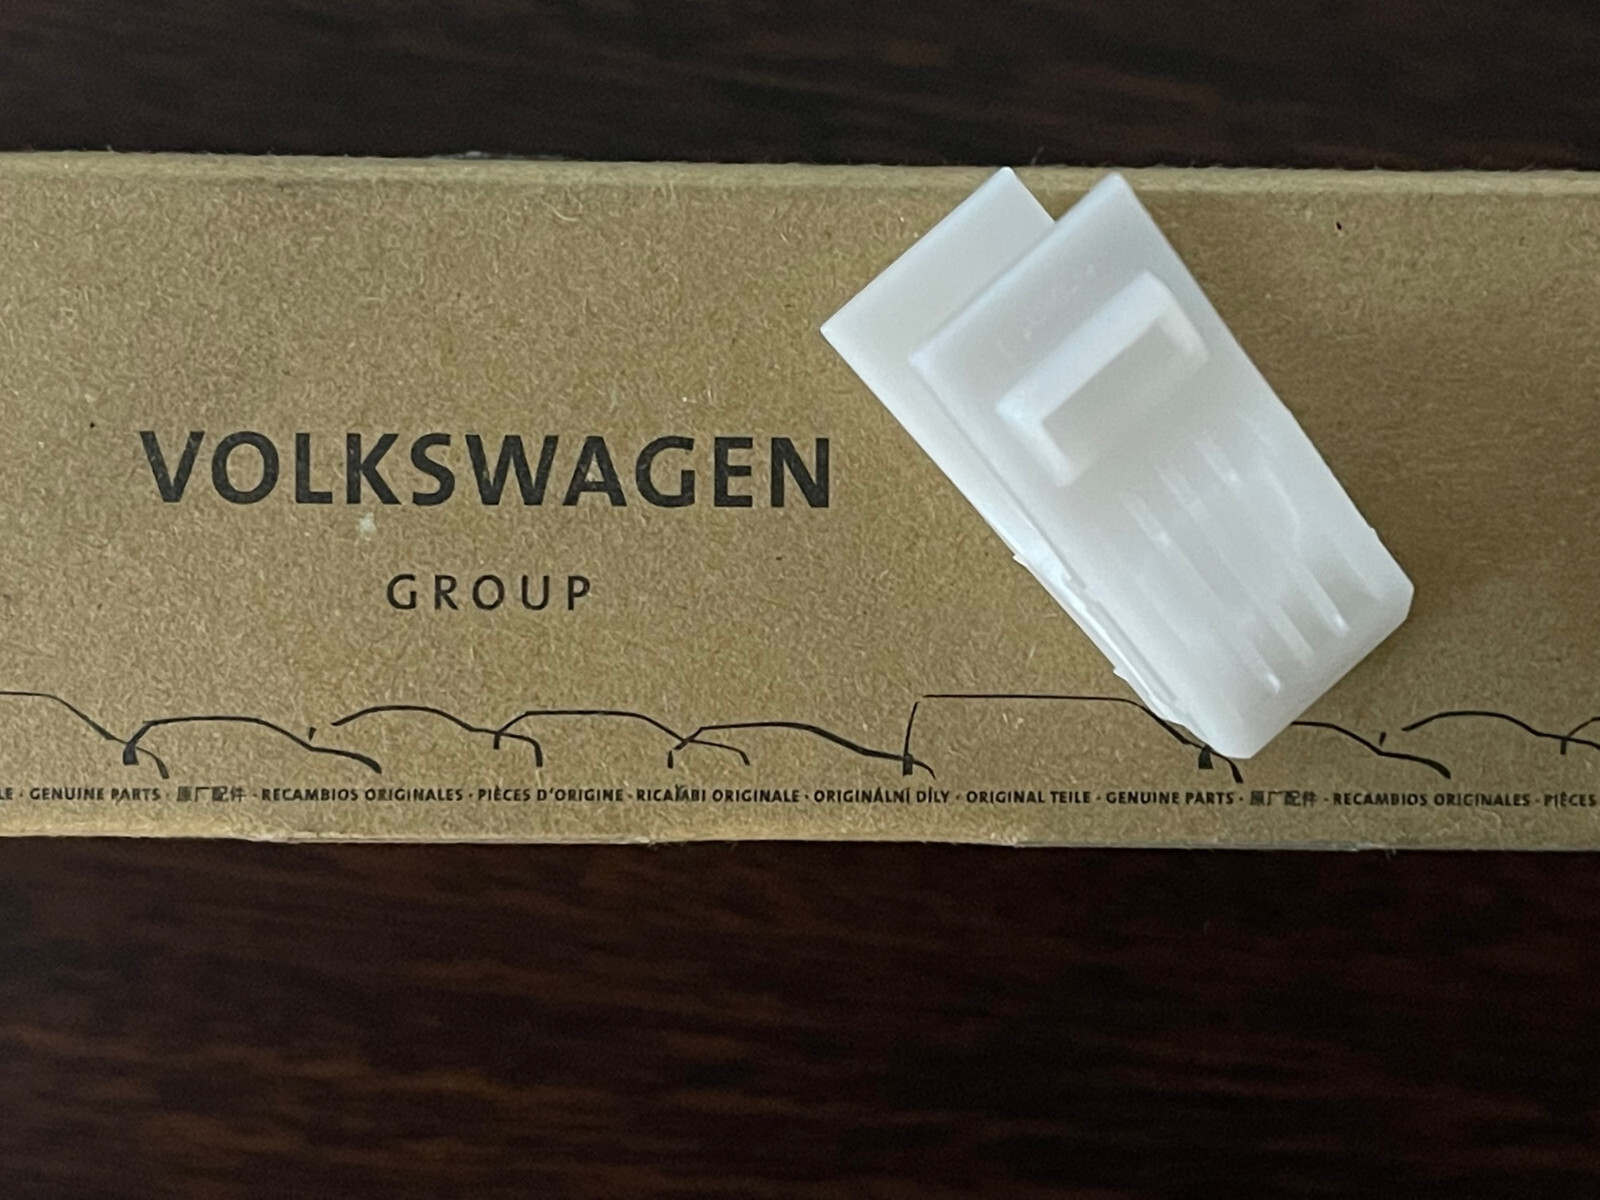 VOLKSWAGEN
GROUP
LE · GENUINE PARTS · 原厂配件 · RECAMBIOS ORIGINALES · PIÈCES D'ORIGINE · RICAMBI ORIGINALE · ORIGINÁLNÍ DÍLY · ORIGINAL TEILE · GENUINE PARTS · 原厂配件 · RECAMBIOS ORIGINALES · PIÈCES